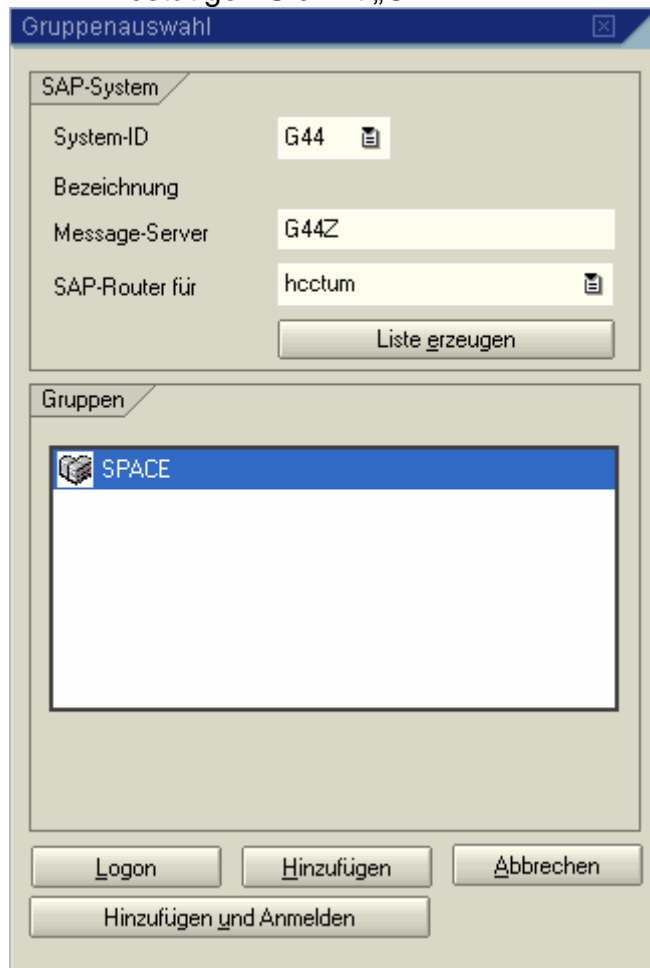 Gruppenauswahl
SAP-System
System-ID G44
Bezeichnung
Message-Server G44Z
SAP-Router für hcctum
Liste erzeugen
Gruppen
SPACE
Logon Hinzufügen Abbrechen
Hinzufügen und Anmelden